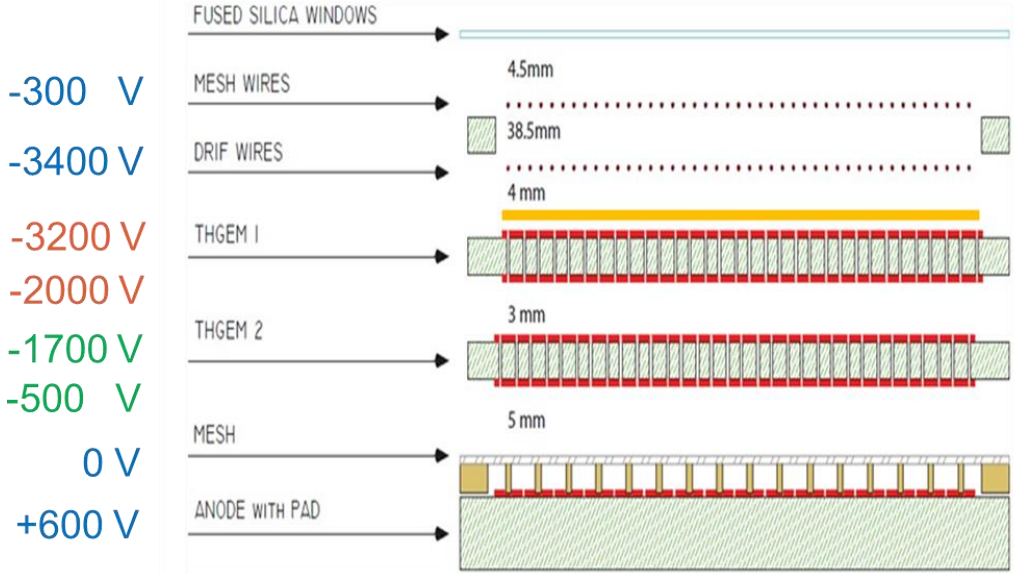 FUSED SILICA WINDOWS
4.5mm
-300 V
MESH WIRES
38.5mm
-3400 V
DRIF WIRES
4 mm
-3200 V
THGEM I
-2000 V
3 mm
-1700 V
THGEM 2
-500 V
5 mm
MESH
0 V
ANODE WITH PAD
+600 V